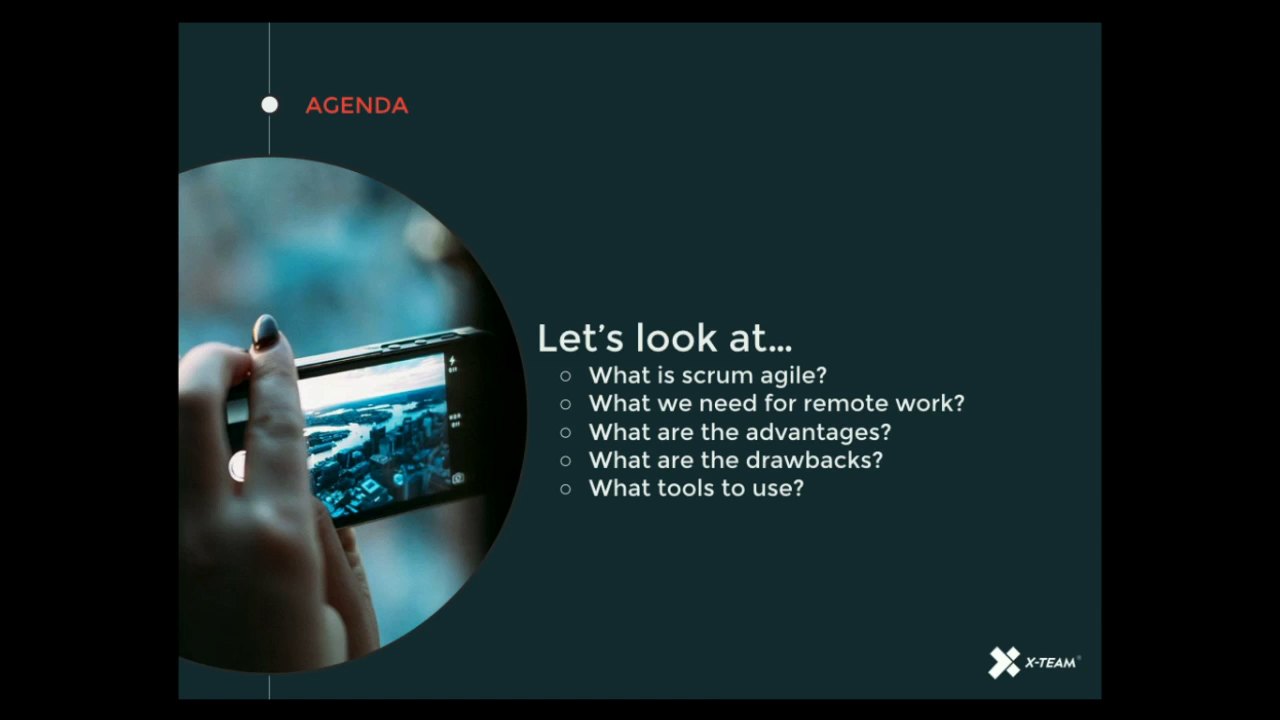 AGENDA
Let's look at...
What is scrum agile?
What we need for remote work?
What are the advantages?
What are the drawbacks?
What tools to use?
X-TEAM